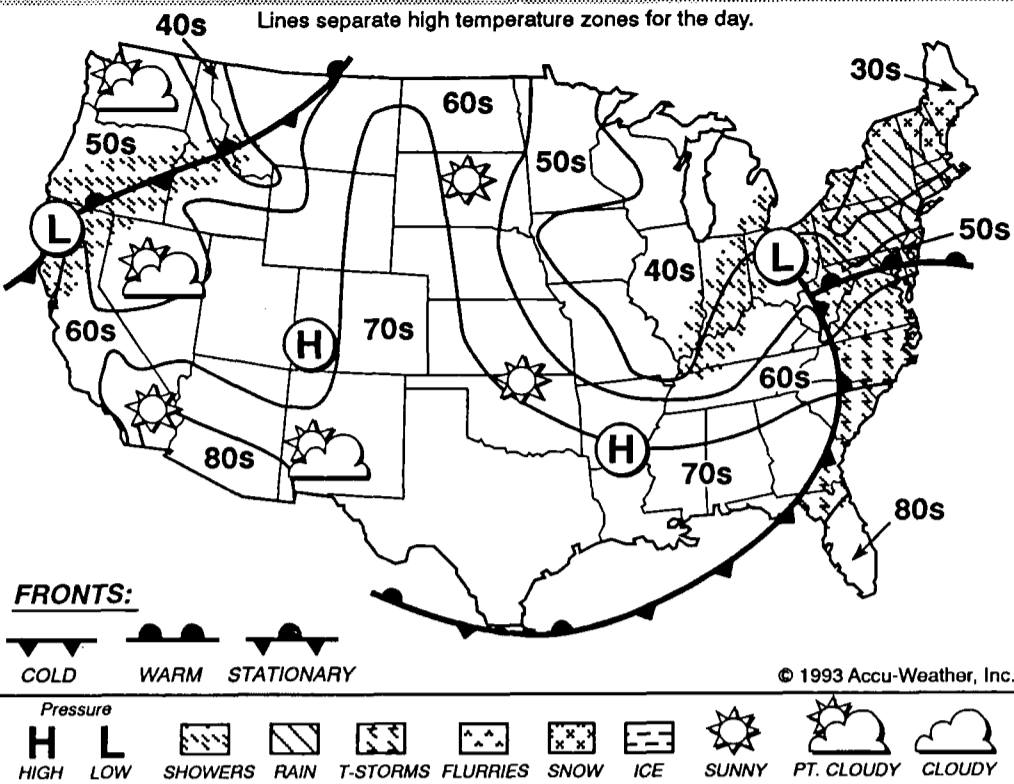 Lines separate high temperature zones for the day.
40s
30s
60s
50s
50s
L
50s
L
40s
60s
H
70s
60s
H
80s
70s
80s
FRONTS:
COLD WARM STATIONARY
© 1993 Accu-Weather, Inc.
Pressure
H L
HIGH LOW SHOWERS RAIN T-STORMS FLURRIES SNOW ICE SUNNY PT. CLOUDY CLOUDY